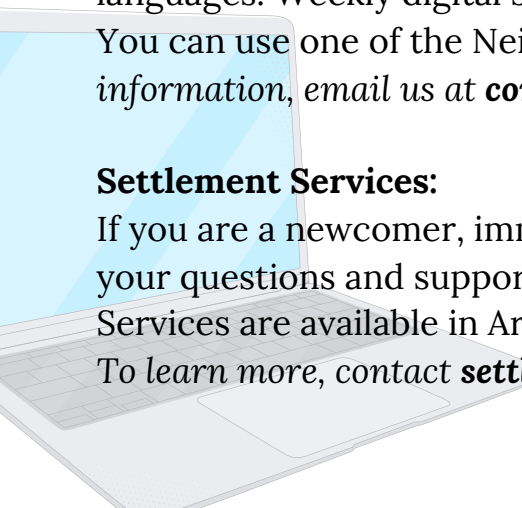 languages. Weekly digital s
You can use one of the Nei
information, email us at co
Settlement Services:
If you are a newcomer, imm
your questions and suppor
Services are available in Ar
To learn more, contact settl